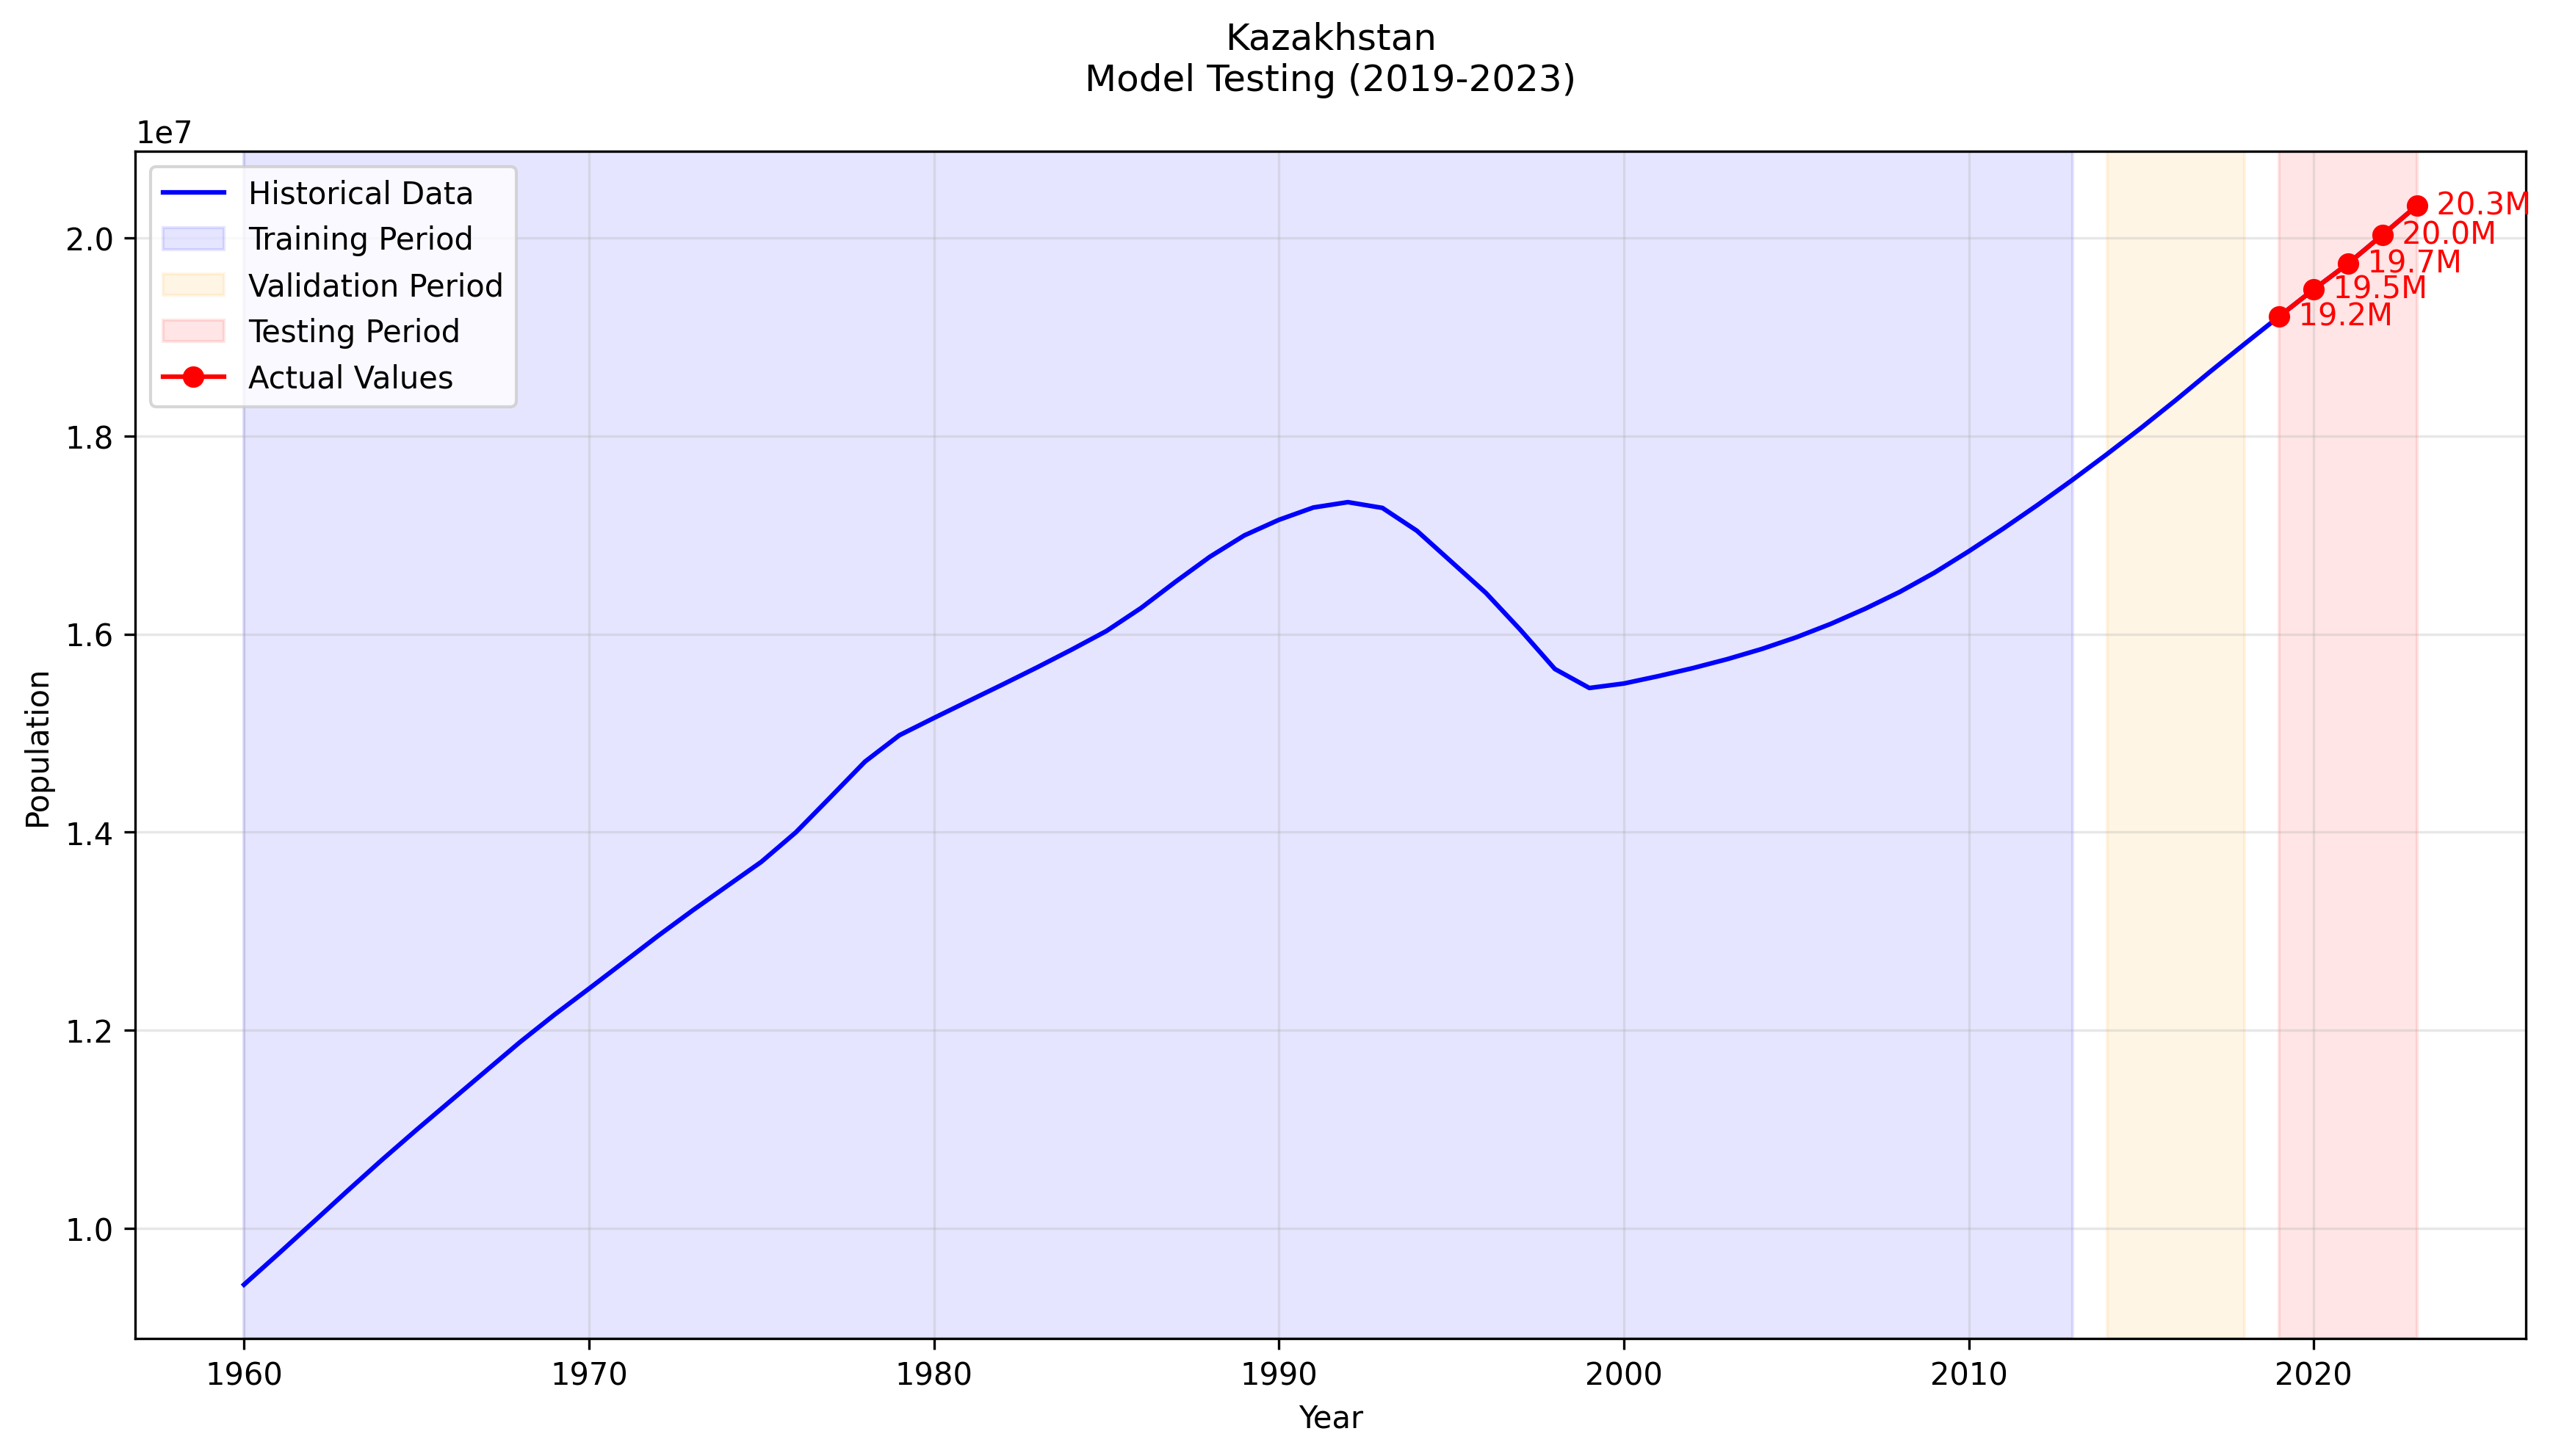 Kazakhstan
Model Testing (2019-2023)
1e7
Historical Data
Training Period
Validation Period
Testing Period
Actual Values
20.3M
20.0M
19.7M
19.5M
19.2M
2.0
1.8
1.6
1.4
1.2
1.0
Population
1960 1970 1980 1990 2000 2010 2020
Year